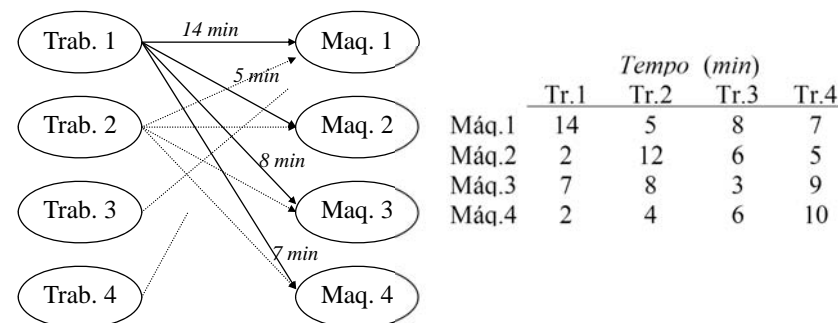 Trab. 1
14 min
Maq. 1
5 min
Trab. 2
Maq. 2
8 min
Trab. 3
Maq. 3
7 min
Trab. 4
Maq. 4
Tempo (min)
Tr.1 Tr.2 Tr.3 Tr.4
Máq.1 14 5 8 7
Máq.2 2 12 6 5
Máq.3 7 8 3 9
Máq.4 2 4 6 10